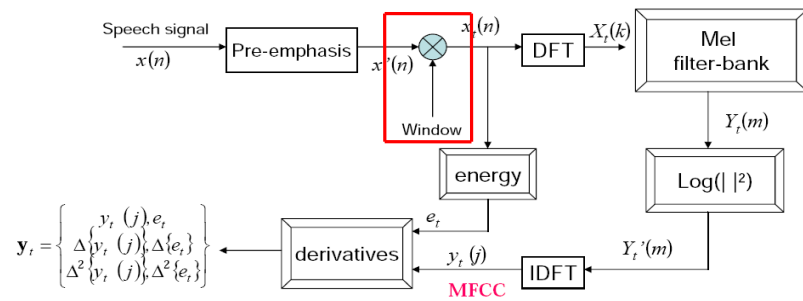 Speech signal
x(n)
Pre-emphasis
x'(n)
Window
x_t(n)
DFT
X_t(k)
Mel
filter-bank
Y_t(m)
Log(| |²)
Y_t'(m)
IDFT
y_t (j)
MFCC
energy
e_t
derivatives
y_t = { y_t (j), e_t
Δ{y_t (j)}, Δ{e_t}
Δ²{y_t (j)}, Δ²{e_t} }